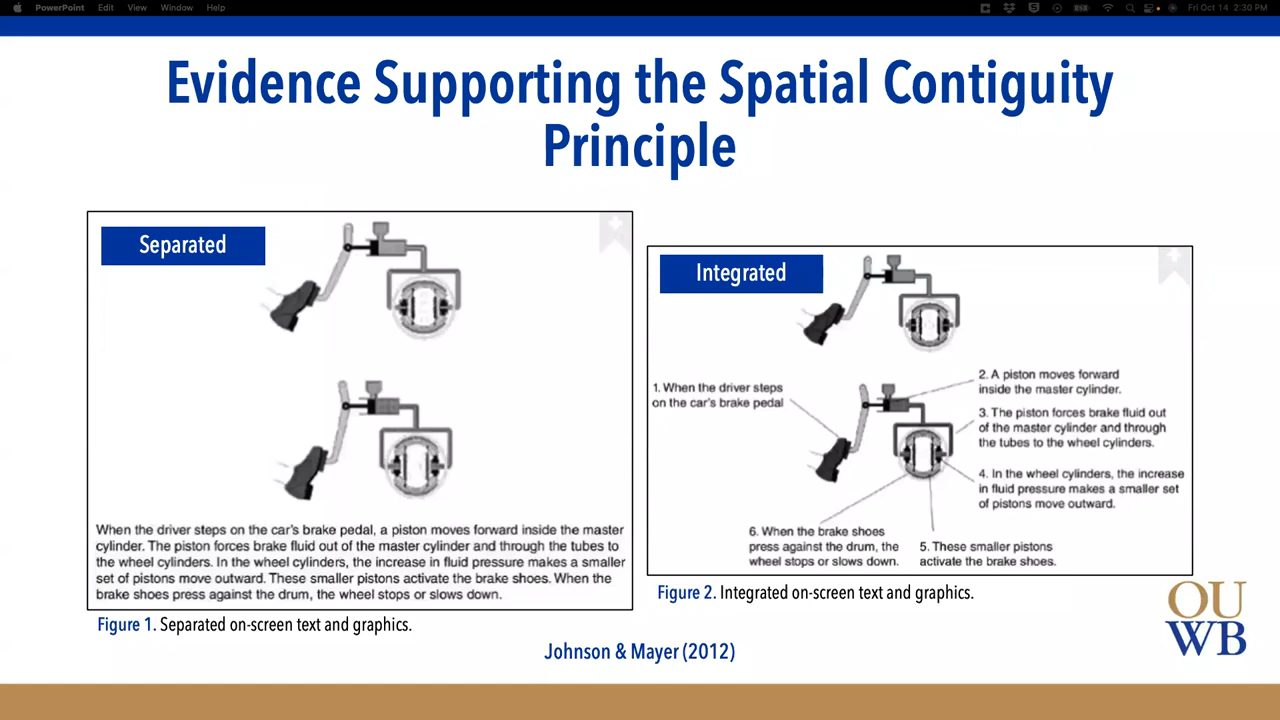 PowerPoint Edit View Window Help
Fri Oct 14 2:30 PM
Evidence Supporting the Spatial Contiguity
Principle
Separated
When the driver steps on the car's brake pedal, a piston moves forward inside the master
cylinder. The piston forces brake fluid out of the master cylinder and through the tubes to
the wheel cylinders. In the wheel cylinders, the increase in fluid pressure makes a smaller
set of pistons move outward. These smaller pistons activate the brake shoes. When the
brake shoes press against the drum, the wheel stops or slows down.
Figure 1. Separated on-screen text and graphics.
Integrated
1. When the driver steps
on the car's brake pedal
2. A piston moves forward
inside the master cylinder.
3. The piston forces brake fluid out
of the master cylinder and through
the tubes to the wheel cylinders.
4. In the wheel cylinders, the increase
in fluid pressure makes a smaller set
of pistons move outward.
6. When the brake shoes
press against the drum, the
wheel stops or slows down.
5. These smaller pistons
activate the brake shoes.
Figure 2. Integrated on-screen text and graphics.
Johnson & Mayer (2012)
OU
WB